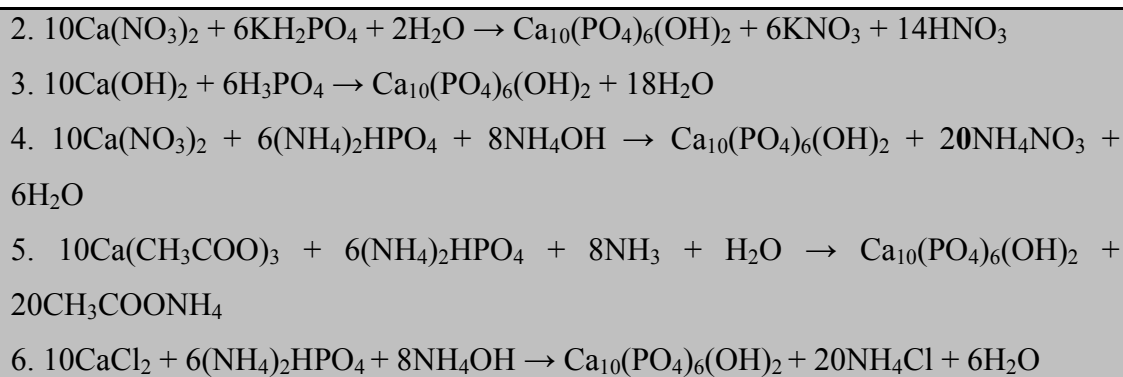 2. 10Ca(NO₃)₂ + 6KH₂PO₄ + 2H₂O → Ca₁₀(PO₄)₆(OH)₂ + 6KNO₃ + 14HNO₃
3. 10Ca(OH)₂ + 6H₃PO₄ → Ca₁₀(PO₄)₆(OH)₂ + 18H₂O
4. 10Ca(NO₃)₂ + 6(NH₄)₂HPO₄ + 8NH₄OH → Ca₁₀(PO₄)₆(OH)₂ + 20NH₄NO₃ +
6H₂O
5. 10Ca(CH₃COO)₃ + 6(NH₄)₂HPO₄ + 8NH₃ + H₂O → Ca₁₀(PO₄)₆(OH)₂ +
20CH₃COONH₄
6. 10CaCl₂ + 6(NH₄)₂HPO₄ + 8NH₄OH → Ca₁₀(PO₄)₆(OH)₂ + 20NH₄Cl + 6H₂O